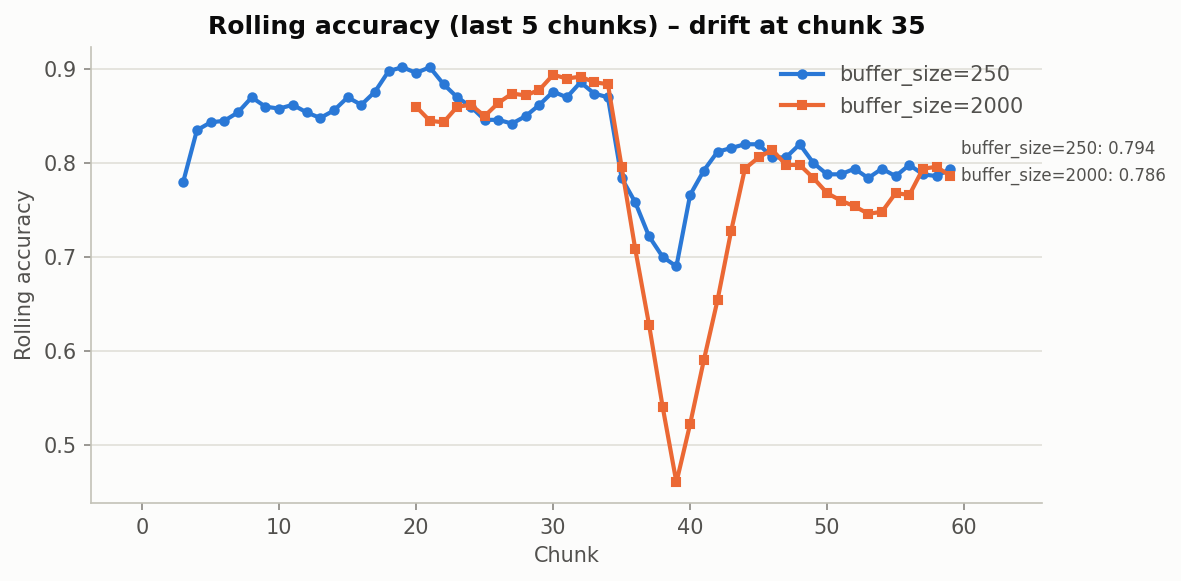 Rolling accuracy (last 5 chunks) – drift at chunk 35
buffer_size=250
buffer_size=2000
buffer_size=250: 0.794
buffer_size=2000: 0.786
Rolling accuracy
0.9
0.8
0.7
0.6
0.5
0 10 20 30 40 50 60
Chunk